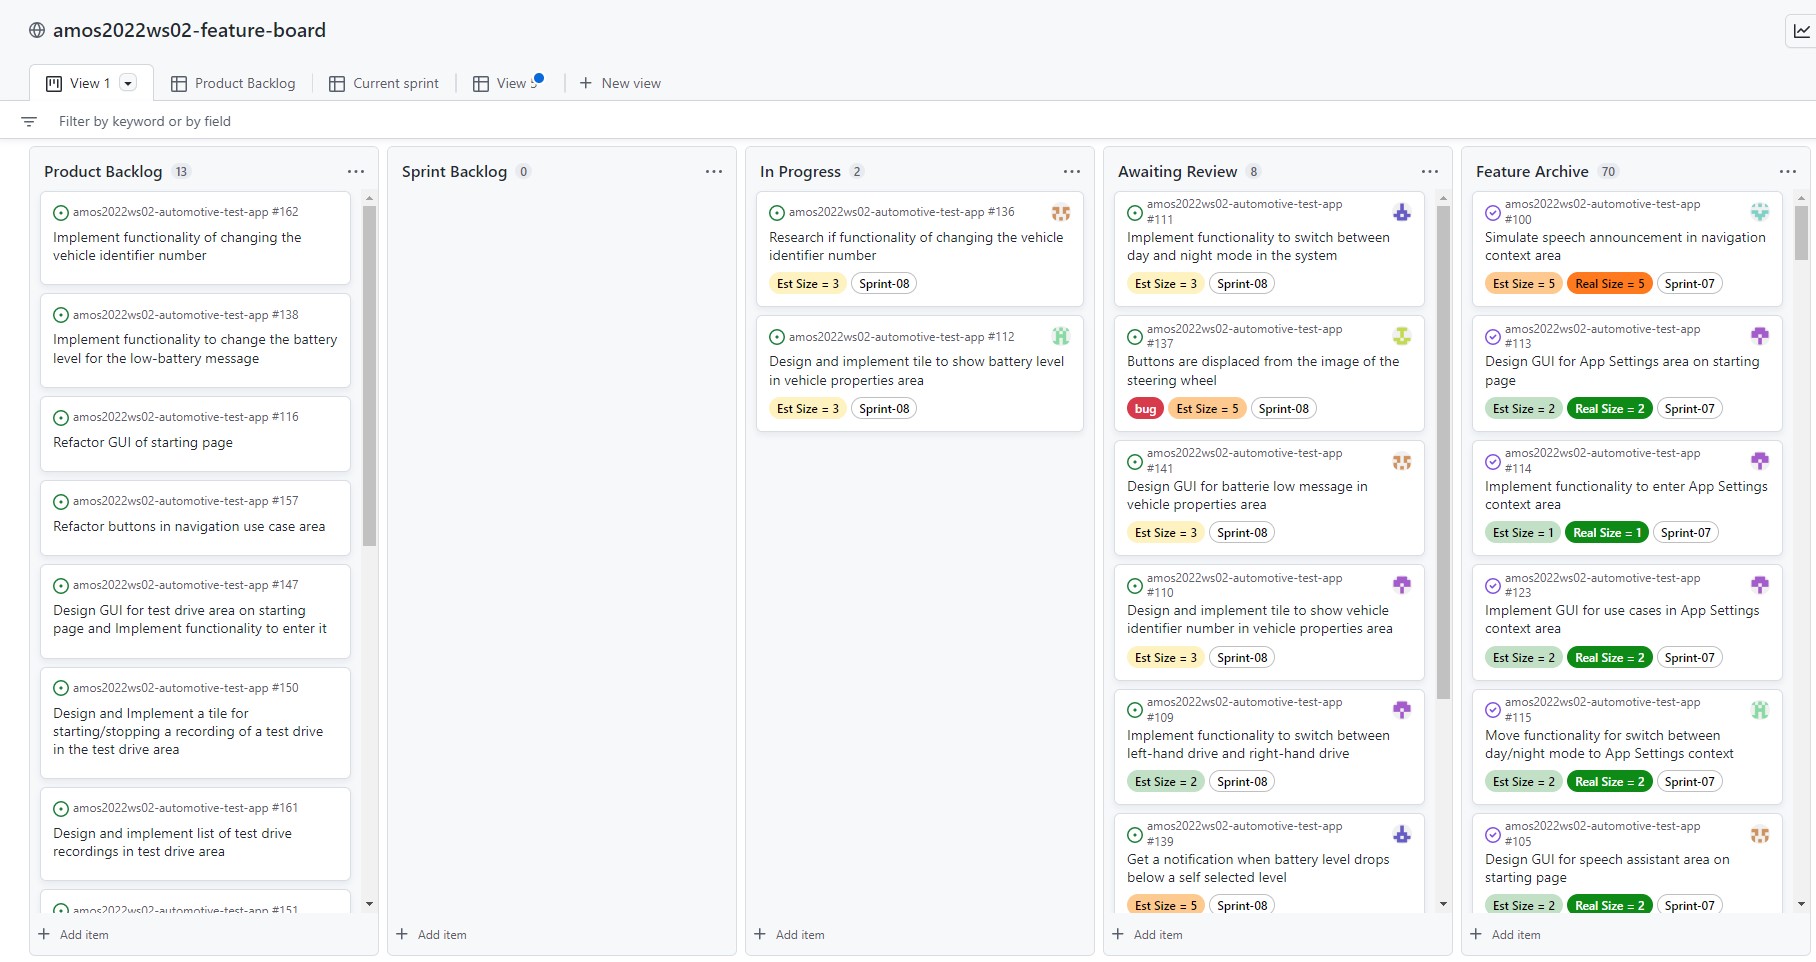 amos2022ws02-feature-board
View 1
Product Backlog
Current sprint
View
New view
Filter by keyword or by field
Product Backlog 13
amos2022ws02-automotive-test-app #162
Implement functionality of changing the
vehicle identifier number
amos2022ws02-automotive-test-app #138
Implement functionality to change the battery
level for the low-battery message
amos2022ws02-automotive-test-app #116
Refactor GUI of starting page
amos2022ws02-automotive-test-app #157
Refactor buttons in navigation use case area
amos2022ws02-automotive-test-app #147
Design GUI for test drive area on starting
page and Implement functionality to enter it
amos2022ws02-automotive-test-app #150
Design and Implement a tile for
starting/stopping a recording of a test drive
in the test drive area
amos2022ws02-automotive-test-app #161
Design and implement list of test drive
recordings in test drive area
amos2022ws02-automotive-test-app #151
Add item
Sprint Backlog 0
Add item
In Progress 2
amos2022ws02-automotive-test-app #136
Research if functionality of changing the vehicle
identifier number
Est Size = 3 Sprint-08
amos2022ws02-automotive-test-app #112
Design and implement tile to show battery level
in vehicle properties area
Est Size = 3 Sprint-08
Add item
Awaiting Review 8
amos2022ws02-automotive-test-app
#111
Implement functionality to switch between
day and night mode in the system
Est Size = 3 Sprint-08
amos2022ws02-automotive-test-app
#137
Buttons are displaced from the image of the
steering wheel
bug Est Size = 5 Sprint-08
amos2022ws02-automotive-test-app
#141
Design GUI for batterie low message in
vehicle properties area
Est Size = 3 Sprint-08
amos2022ws02-automotive-test-app
#110
Design and implement tile to show vehicle
identifier number in vehicle properties area
Est Size = 3 Sprint-08
amos2022ws02-automotive-test-app
#109
Implement functionality to switch between
left-hand drive and right-hand drive
Est Size = 2 Sprint-08
amos2022ws02-automotive-test-app
#139
Get a notification when battery level drops
below a self selected level
Est Size = 5 Sprint-08
Add item
Feature Archive 70
amos2022ws02-automotive-test-app
#100
Simulate speech announcement in navigation
context area
Est Size = 5 Real Size = 5 Sprint-07
amos2022ws02-automotive-test-app
#113
Design GUI for App Settings area on starting
page
Est Size = 2 Real Size = 2 Sprint-07
amos2022ws02-automotive-test-app
#114
Implement functionality to enter App Settings
context area
Est Size = 1 Real Size = 1 Sprint-07
amos2022ws02-automotive-test-app
#123
Implement GUI for use cases in App Settings
context area
Est Size = 2 Real Size = 2 Sprint-07
amos2022ws02-automotive-test-app
#115
Move functionality for switch between
day/night mode to App Settings context
Est Size = 2 Real Size = 2 Sprint-07
amos2022ws02-automotive-test-app
#105
Design GUI for speech assistant area on
starting page
Est Size = 2 Real Size = 2 Sprint-07
Add item